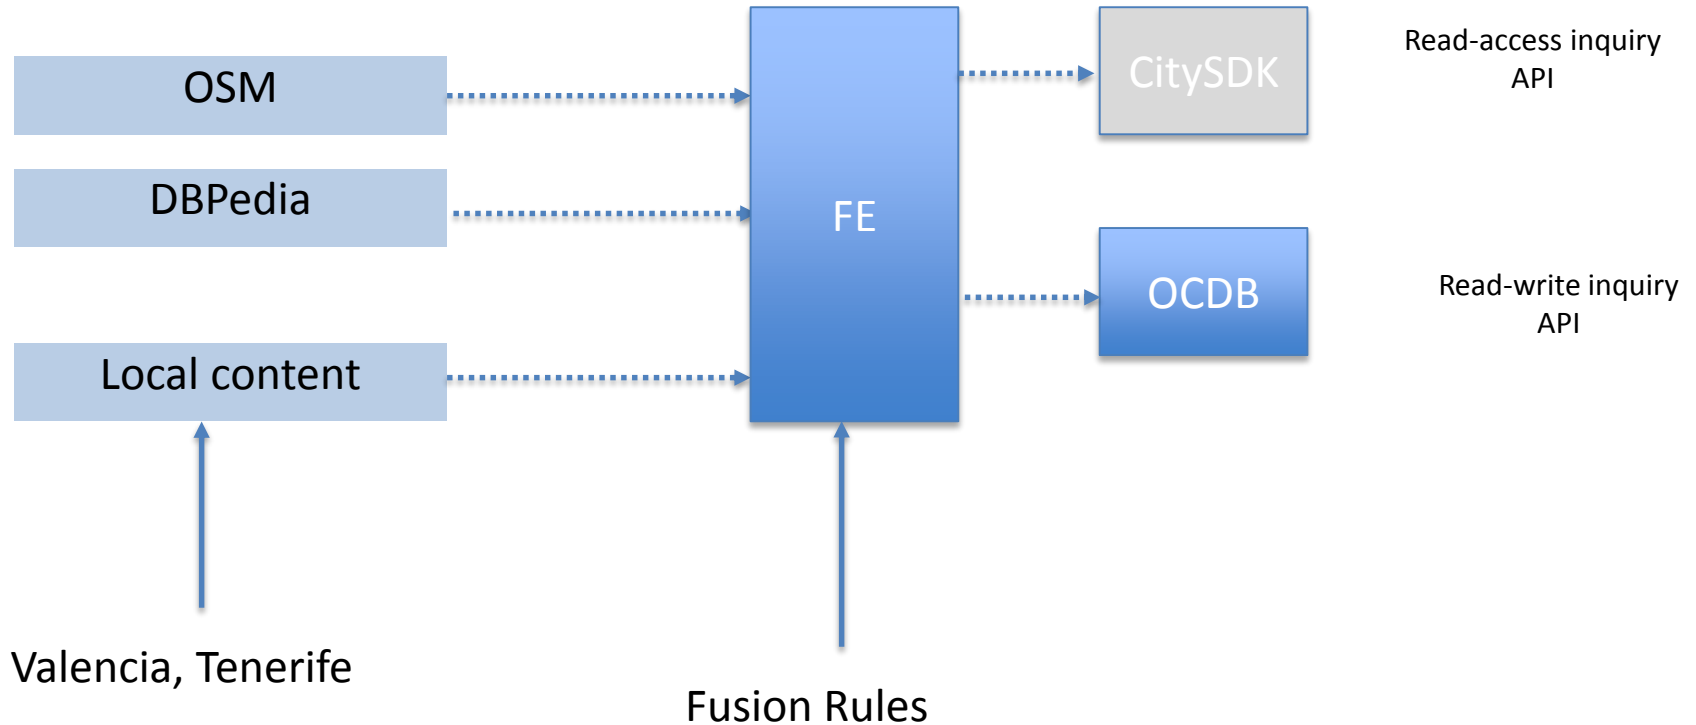 OSM
DBPedia
Local content
Valencia, Tenerife
FE
Fusion Rules
CitySDK
Read-access inquiry
API
OCDB
Read-write inquiry
API